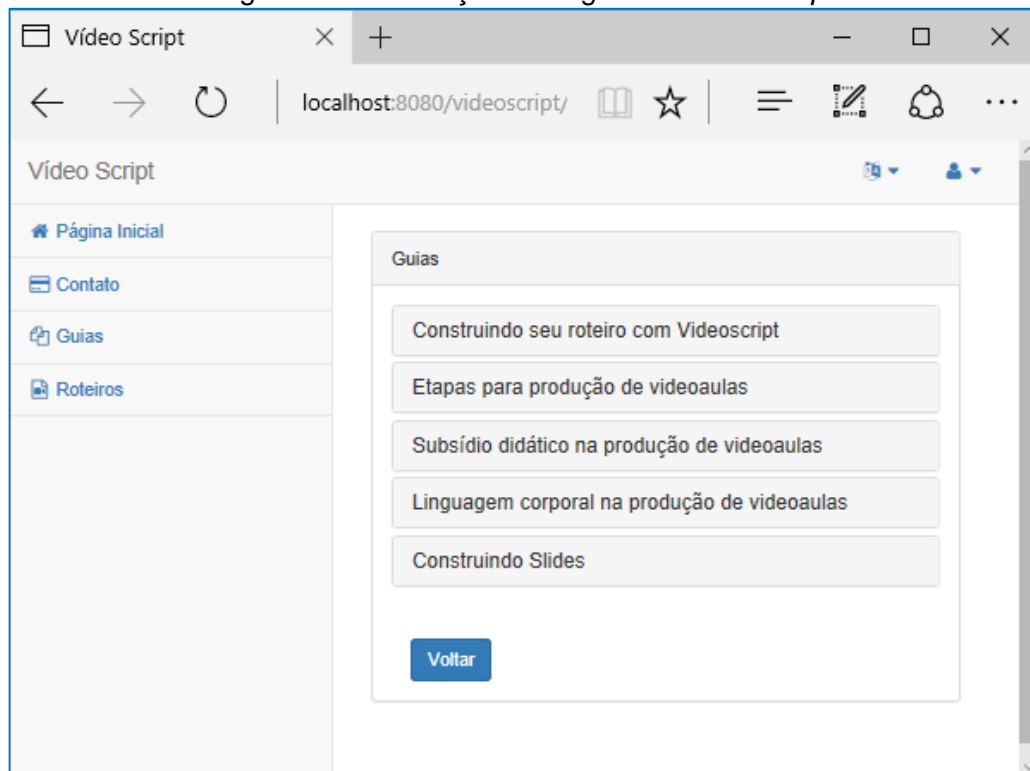 Vídeo Script
localhost:8080/videoscript/
Vídeo Script
Página Inicial
Contato
Guias
Roteiros
Guias
Construindo seu roteiro com Videoscript
Etapas para produção de videoaulas
Subsídio didático na produção de videoaulas
Linguagem corporal na produção de videoaulas
Construindo Slides
Voltar